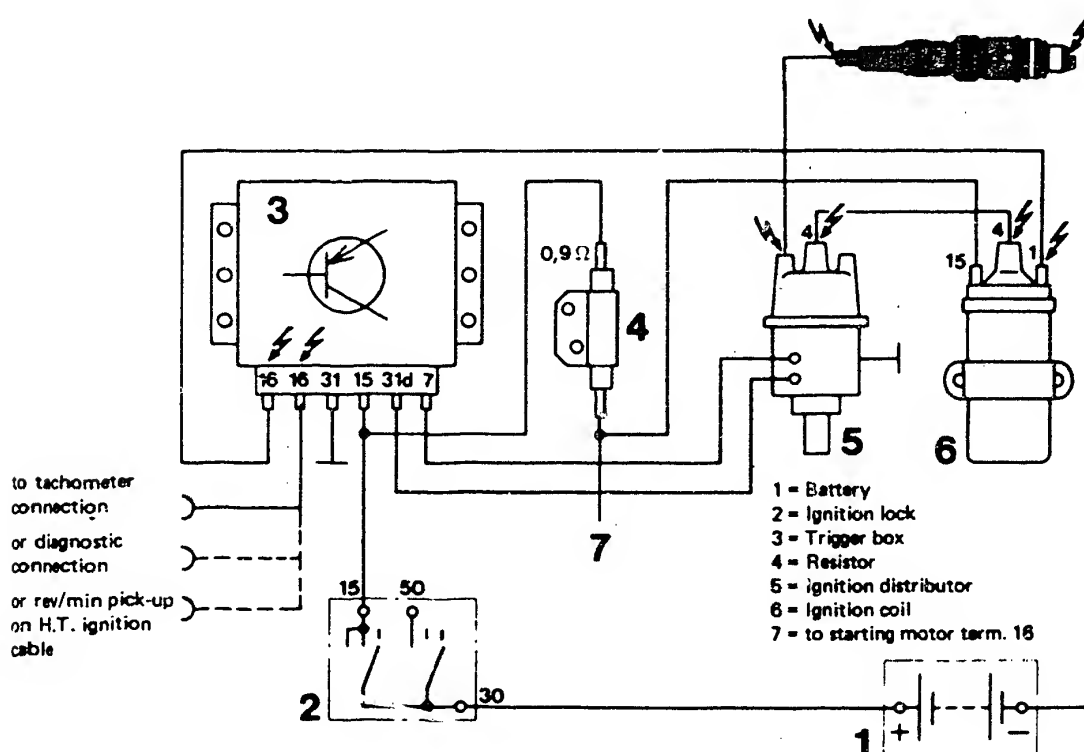 3
0,9 Ω
4
4
4
15
1
16 16 31 15 31d 7
5
6
to tachometer
connection
or diagnostic
connection
or rev/min pick-up
on H.T. ignition
cable
7
1 = Battery
2 = Ignition lock
3 = Trigger box
4 = Resistor
5 = Ignition distributor
6 = Ignition coil
7 = to starting motor term. 16
15 50
2
30
1
+ −